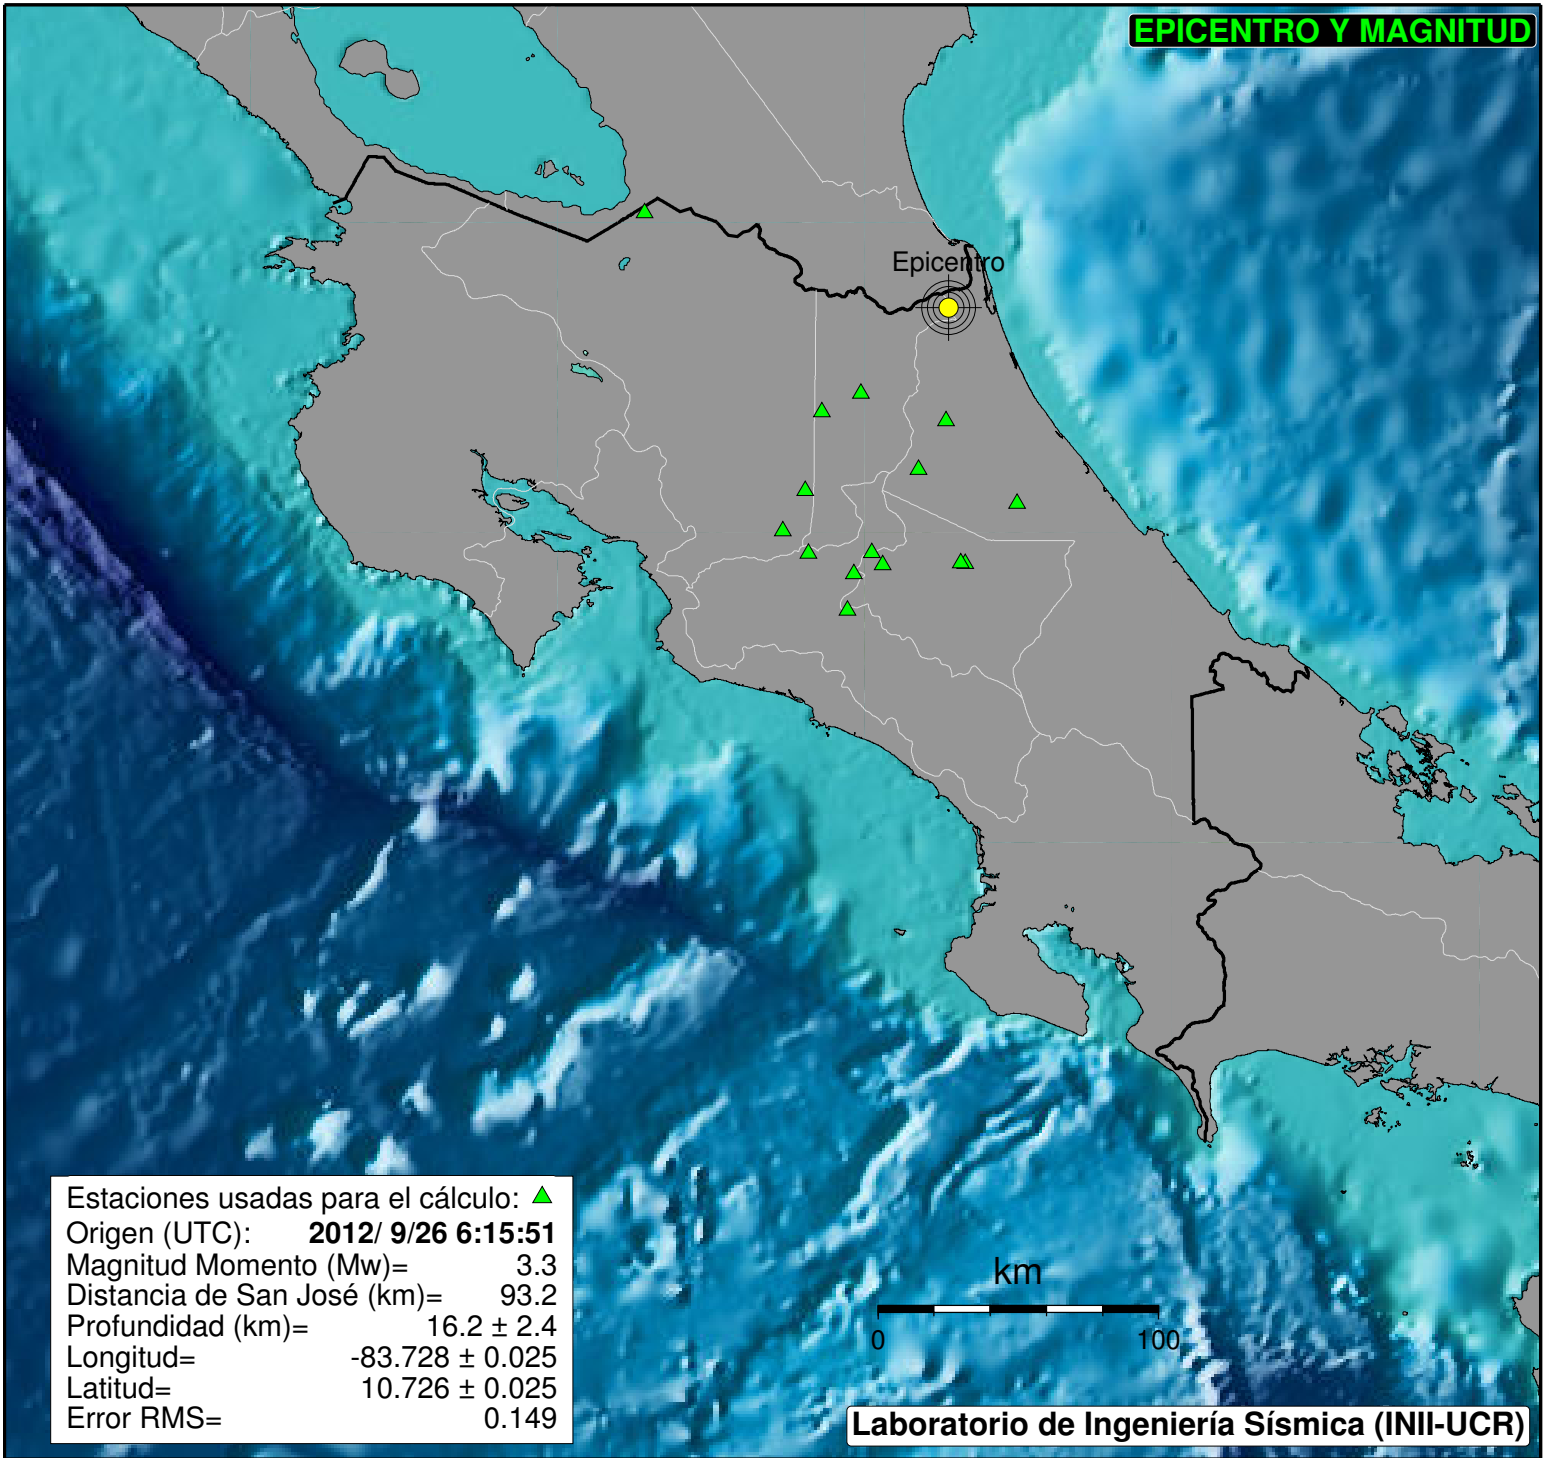 EPICENTRO Y MAGNITUD
Epicentro
Estaciones usadas para el cálculo:
Origen (UTC): 2012/ 9/26 6:15:51
Magnitud Momento (Mw)= 3.3
Distancia de San José (km)= 93.2
Profundidad (km)= 16.2 ± 2.4
Longitud= -83.728 ± 0.025
Latitud= 10.726 ± 0.025
Error RMS= 0.149
km
0 100
Laboratorio de Ingeniería Sísmica (INII-UCR)